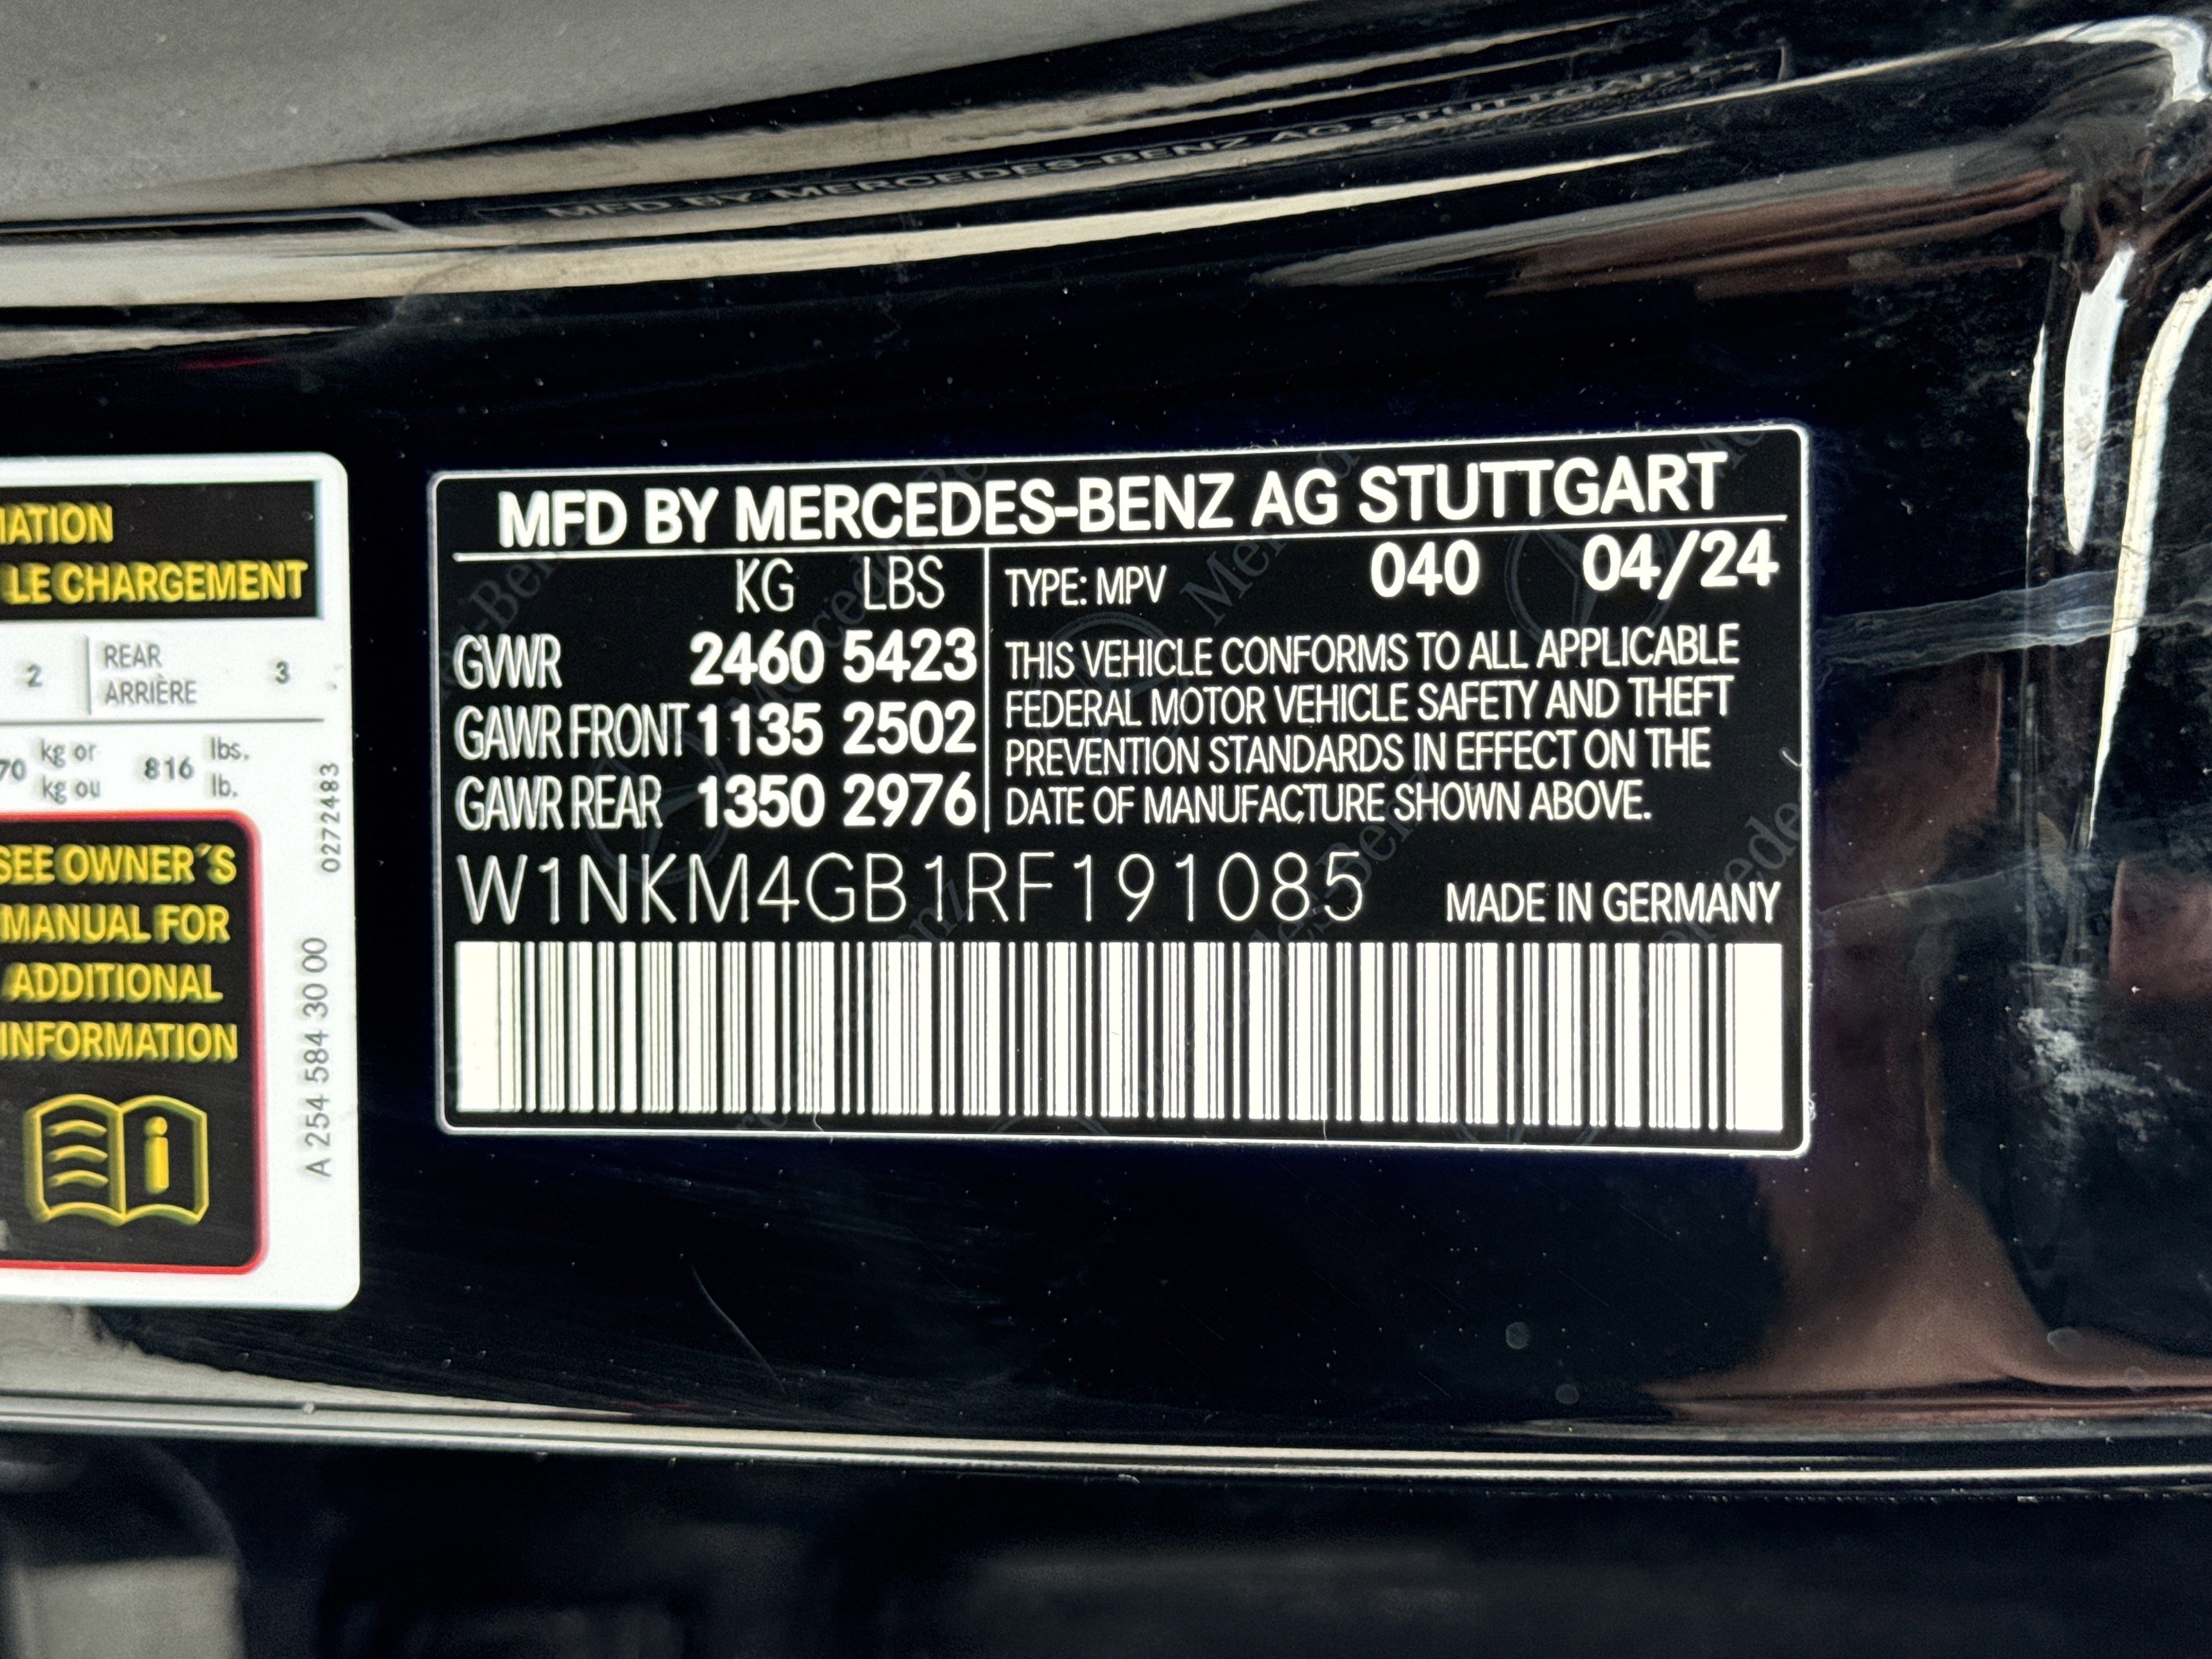 MFD BY MERCEDES-BENZ AG STUTTGART
MFD BY MERCEDES-BENZ AG STUTTGART
KG LBS
GVWR 2460 5423
GAWR FRONT 1135 2502
GAWR REAR 1350 2976
TYPE: MPV 040 04/24
THIS VEHICLE CONFORMS TO ALL APPLICABLE
FEDERAL MOTOR VEHICLE SAFETY AND THEFT
PREVENTION STANDARDS IN EFFECT ON THE
DATE OF MANUFACTURE SHOWN ABOVE.
W1NKM4GB1RF191085 MADE IN GERMANY
LE CHARGEMENT
2 REAR 3
ARRIÈRE
kg or 816 lbs.
kg ou lb.
SEE OWNER´S
MANUAL FOR
ADDITIONAL
INFORMATION
i
0272483
A 254 584 30 00